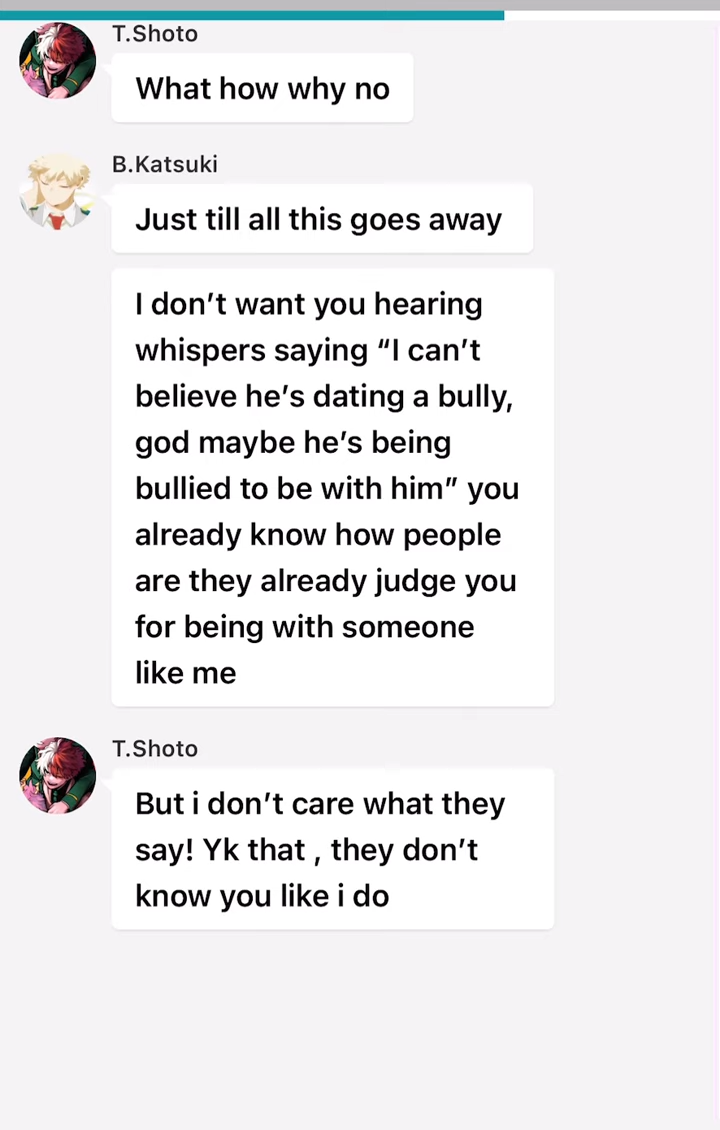 T.Shoto
What how why no
B.Katsuki
Just till all this goes away
I don’t want you hearing
whispers saying “I can’t
believe he’s dating a bully,
god maybe he’s being
bullied to be with him” you
already know how people
are they already judge you
for being with someone
like me
T.Shoto
But i don’t care what they
say! Yk that , they don’t
know you like i do